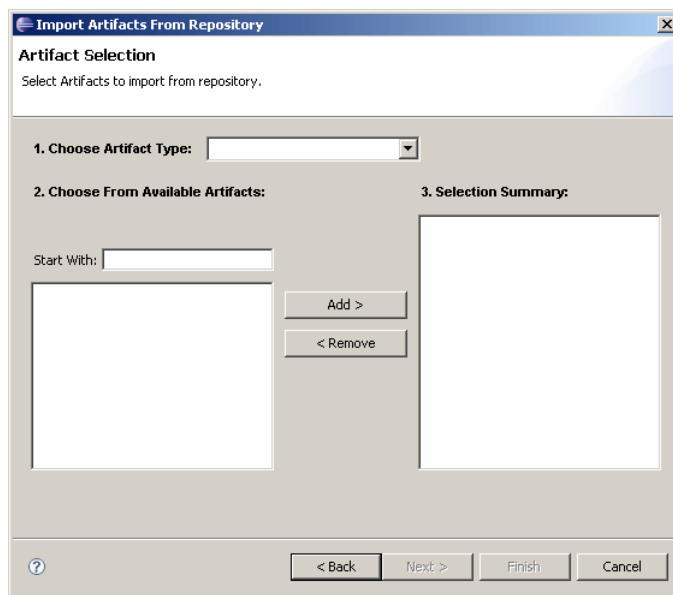 Import Artifacts From Repository
Artifact Selection
Select Artifacts to import from repository.
1. Choose Artifact Type:
2. Choose From Available Artifacts:
3. Selection Summary:
Start With:
Add >
< Remove
< Back
Next >
Finish
Cancel